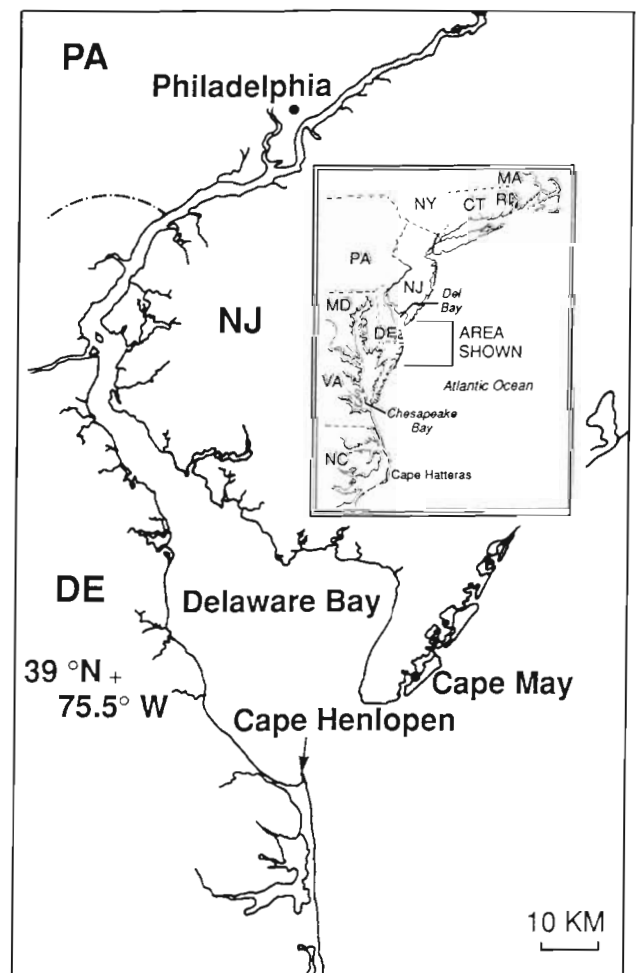 PA
Philadelphia
MA
NY
CT
RI
PA
NJ
Del
Bay
MD
DE
AREA
SHOWN
NJ
VA
Atlantic Ocean
Chesapeake
Bay
NC
Cape Hatteras
DE
Delaware Bay
39 °N +
75.5° W
Cape May
Cape Henlopen
10 KM